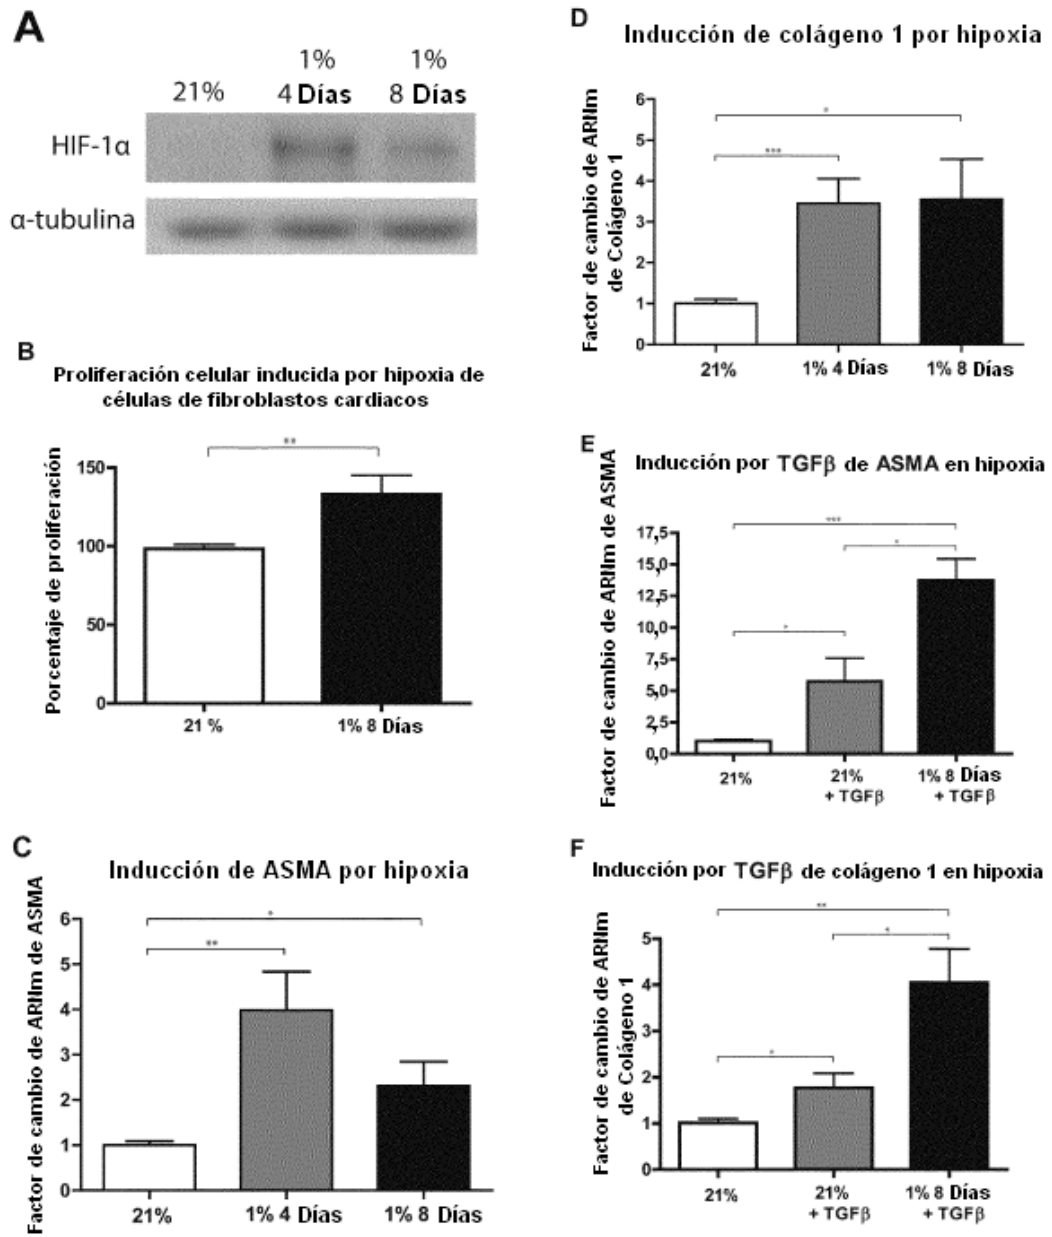 A
1%
1%
21%
4 Días
8 Días
HIF-1α
α-tubulina
B
Proliferación celular inducida por hipoxia de
células de fibroblastos cardiacos
Porcentaje de proliferación
150
**
100
50
0
21 %
1% 8 Días
C
Inducción de ASMA por hipoxia
Factor de cambio de ARNm de ASMA
6
*
**
5
4
3
2
1
0
21%
1% 4 Días
1% 8 Días
D
Inducción de colágeno 1 por hipoxia
Factor de cambio de ARNm
de Colágeno 1
6
*
5
***
4
3
2
1
0
21%
1% 4 Días
1% 8 Días
E
Inducción por TGFβ de ASMA en hipoxia
Factor de cambio de ARNm de ASMA
17,5
***
*
15,0
12,5
10,0
*
7,5
5,0
2,5
0,0
21%
21%
+ TGFβ
1% 8 Días
+ TGFβ
F
Inducción por TGFβ de colágeno 1 en hipoxia
Factor de cambio de ARNm
de Colágeno 1
**
5
*
4
3
*
2
1
0
21%
21%
+ TGFβ
1% 8 Días
+ TGFβ